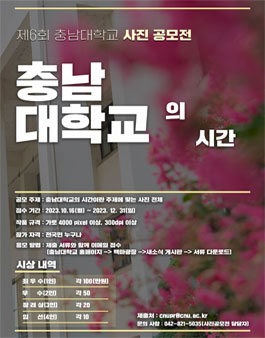 제6회 충남대학교 사진 공모전
충남
대학교 의
시간
공모 주제 : 충남대학교의 시간이란 주제에 맞는 사진 전체
접수 기간 : 2023.10.16(월) ~ 2023. 12. 31(일)
작품 규격 : 가로 4000 pixel 이상, 300dpi 이상
참가 자격 : 전국민 누구나
응모 방법 : 제출 서류와 함께 이메일 접수
(충남대학교 홈페이지 -> 백마광장 ->새소식 게시판 -> 서류 다운로드)
시상 내역
최 우 수(1인) 각 100(만원)
우 수(2인) 각 50
장 려 상(3인) 각 20
입 선(4인) 각 10
제출처 : cnupr@cnu.ac.kr
문의 사항 : 042-821-5035(사진공모전 담당자)